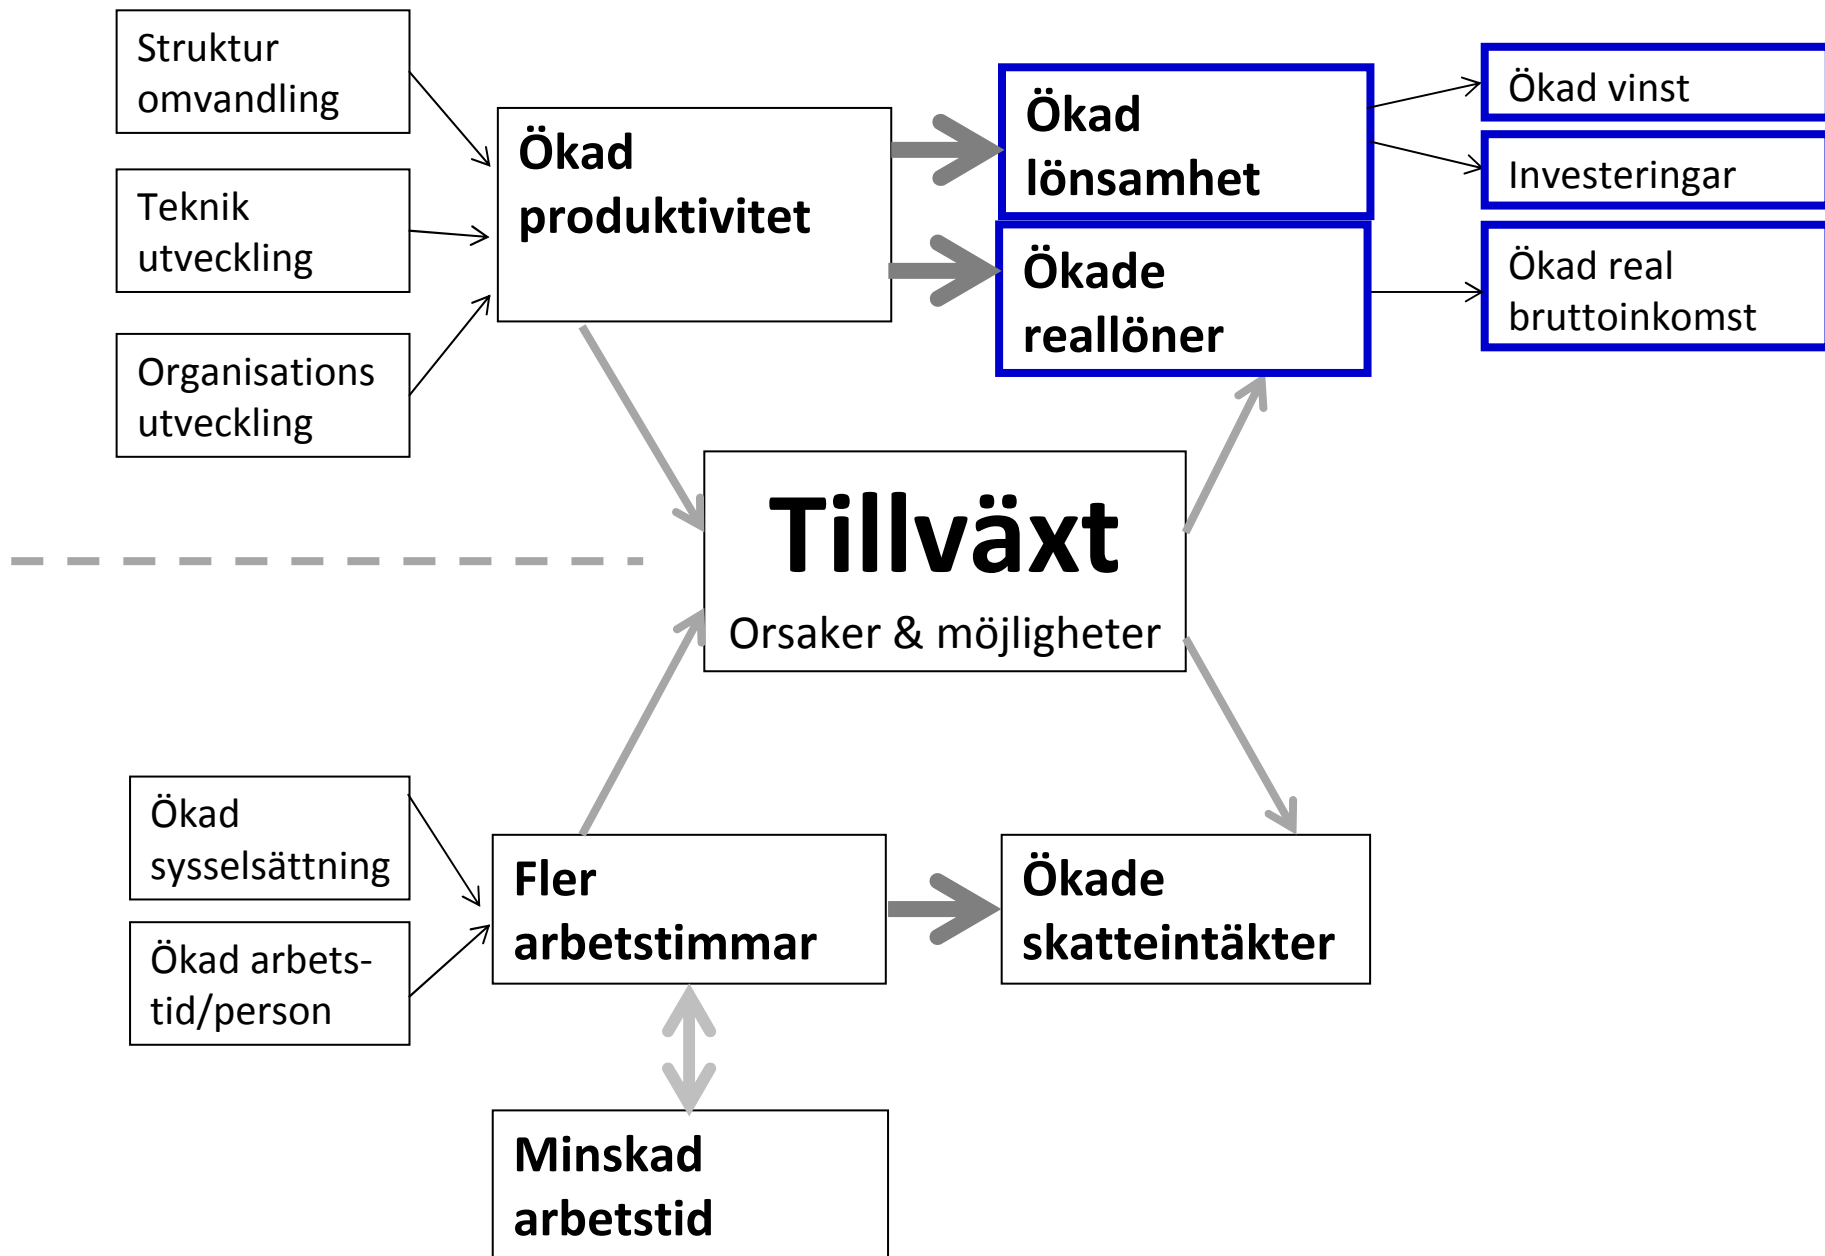 Struktur
omvandling
Teknik
utveckling
Organisations
utveckling
Ökad
produktivitet
Ökad
lönsamhet
Ökade
reallöner
Ökad vinst
Investeringar
Ökad real
bruttoinkomst
Tillväxt
Orsaker & möjligheter
Ökad
sysselsättning
Ökad arbets-
tid/person
Fler
arbetstimmar
Ökade
skatteintäkter
Minskad
arbetstid